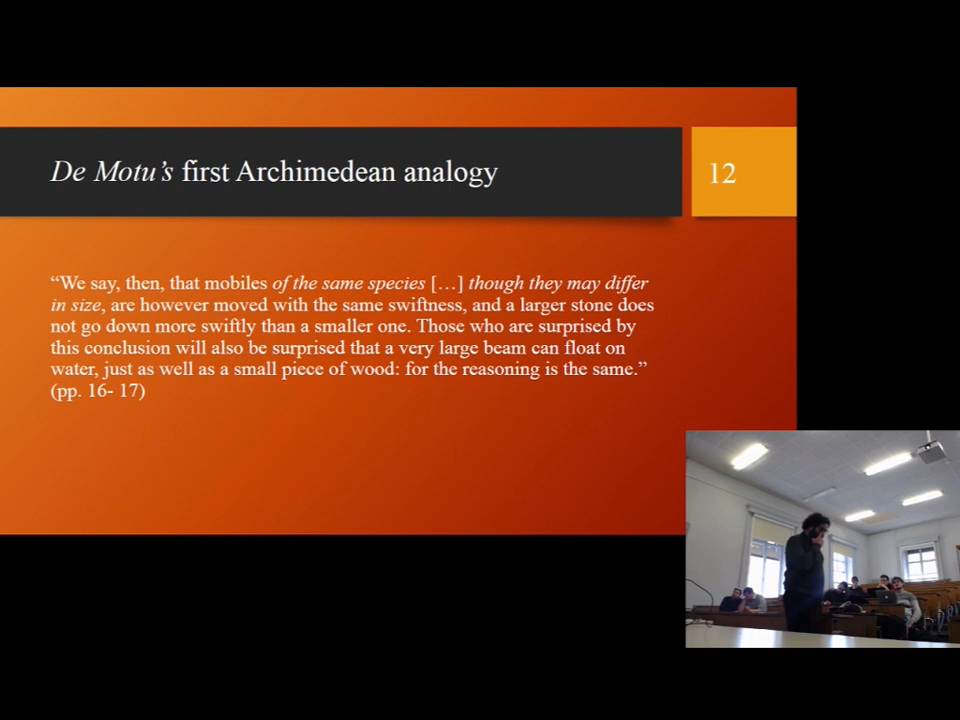 De Motu’s first Archimedean analogy
12
“We say, then, that mobiles of the same species […] though they may differ
in size, are however moved with the same swiftness, and a larger stone does
not go down more swiftly than a smaller one. Those who are surprised by
this conclusion will also be surprised that a very large beam can float on
water, just as well as a small piece of wood: for the reasoning is the same.”
(pp. 16- 17)